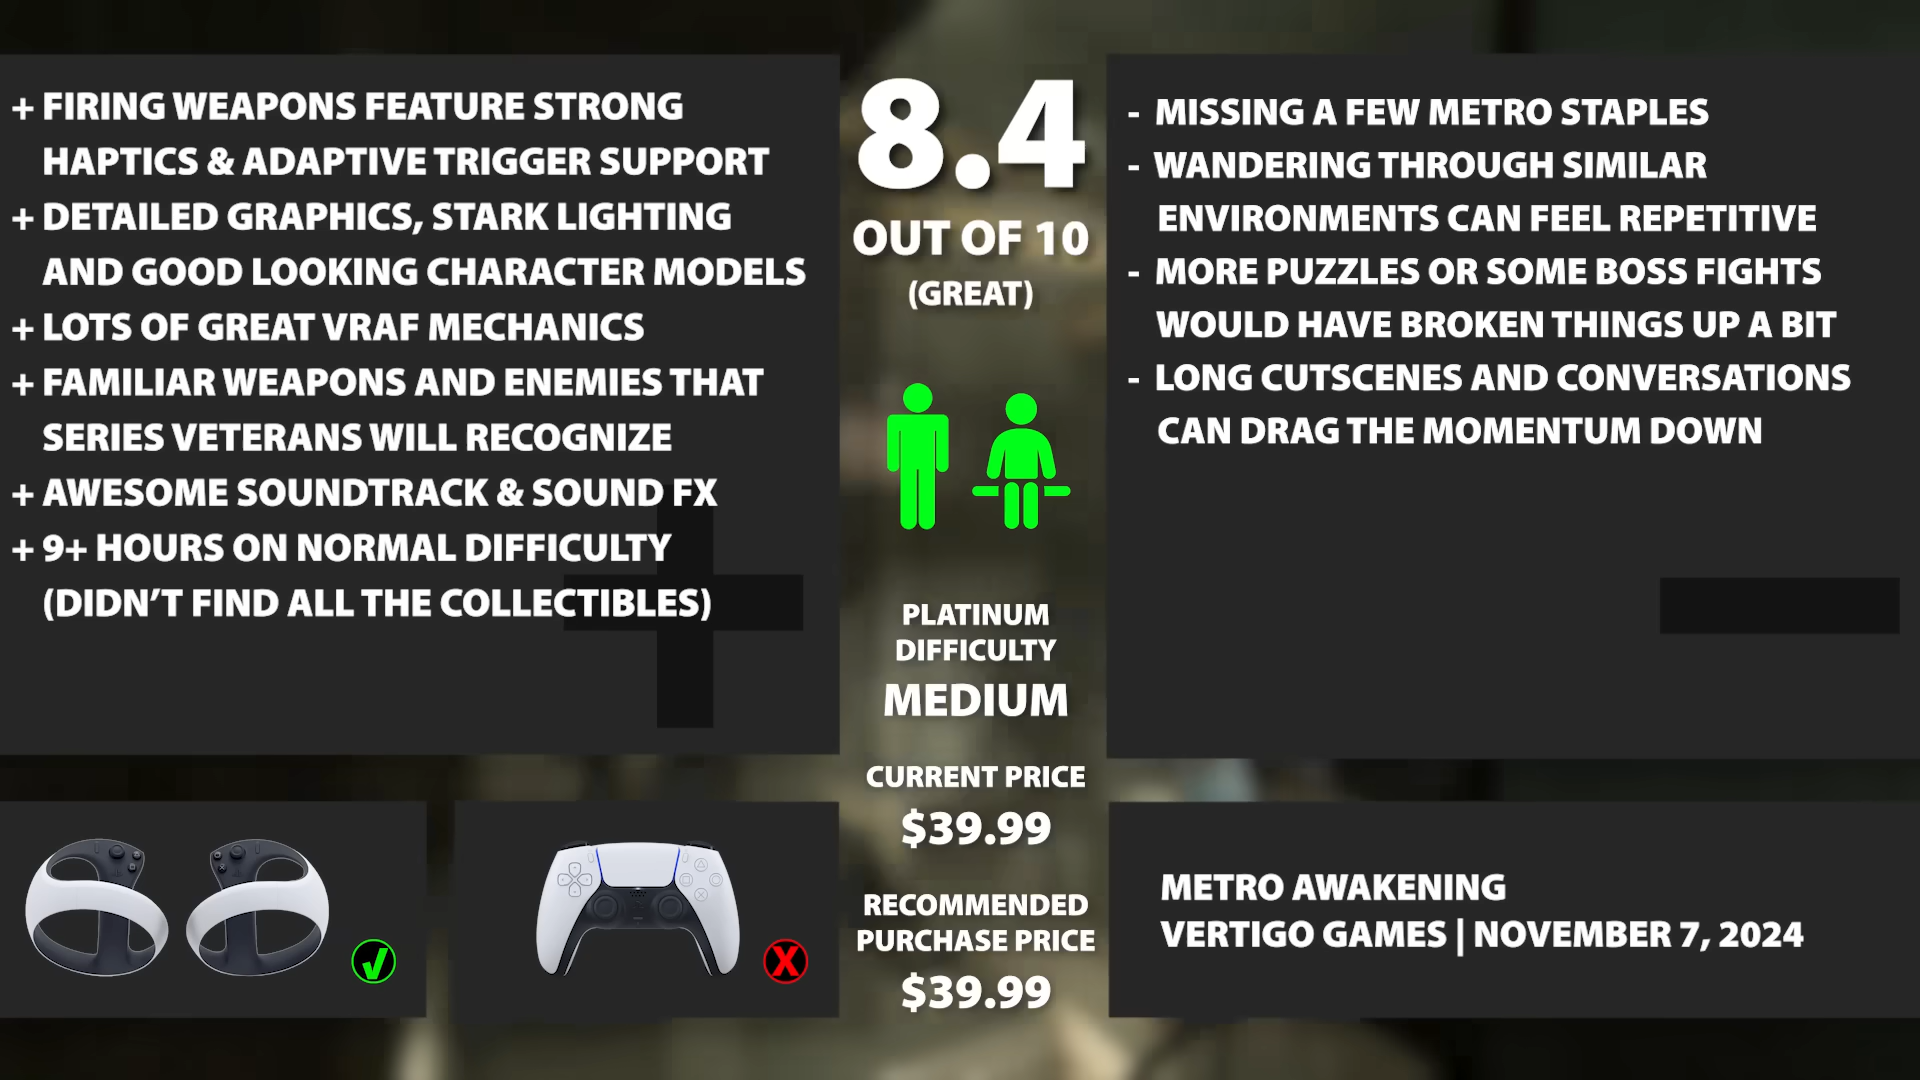 + FIRING WEAPONS FEATURE STRONG
HAPTICS & ADAPTIVE TRIGGER SUPPORT
+ DETAILED GRAPHICS, STARK LIGHTING
AND GOOD LOOKING CHARACTER MODELS
+ LOTS OF GREAT VRAF MECHANICS
+ FAMILIAR WEAPONS AND ENEMIES THAT
SERIES VETERANS WILL RECOGNIZE
+ AWESOME SOUNDTRACK & SOUND FX
+ 9+ HOURS ON NORMAL DIFFICULTY
(DIDN’T FIND ALL THE COLLECTIBLES)
8.4
OUT OF 10
(GREAT)
PLATINUM
DIFFICULTY
MEDIUM
CURRENT PRICE
$39.99
RECOMMENDED
PURCHASE PRICE
$39.99
- MISSING A FEW METRO STAPLES
- WANDERING THROUGH SIMILAR
ENVIRONMENTS CAN FEEL REPETITIVE
- MORE PUZZLES OR SOME BOSS FIGHTS
WOULD HAVE BROKEN THINGS UP A BIT
- LONG CUTSCENES AND CONVERSATIONS
CAN DRAG THE MOMENTUM DOWN
METRO AWAKENING
VERTIGO GAMES | NOVEMBER 7, 2024